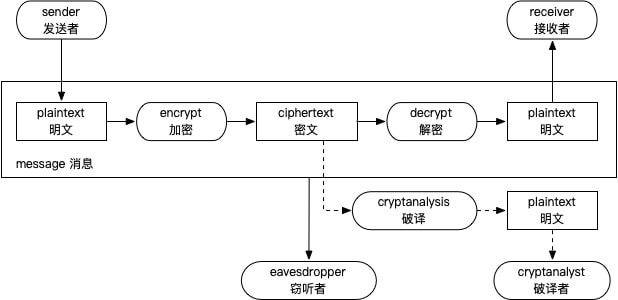 sender
发送者
receiver
接收者
plaintext
明文
encrypt
加密
ciphertext
密文
decrypt
解密
plaintext
明文
message 消息
cryptanalysis
破译
plaintext
明文
eavesdropper
窃听者
cryptanalyst
破译者